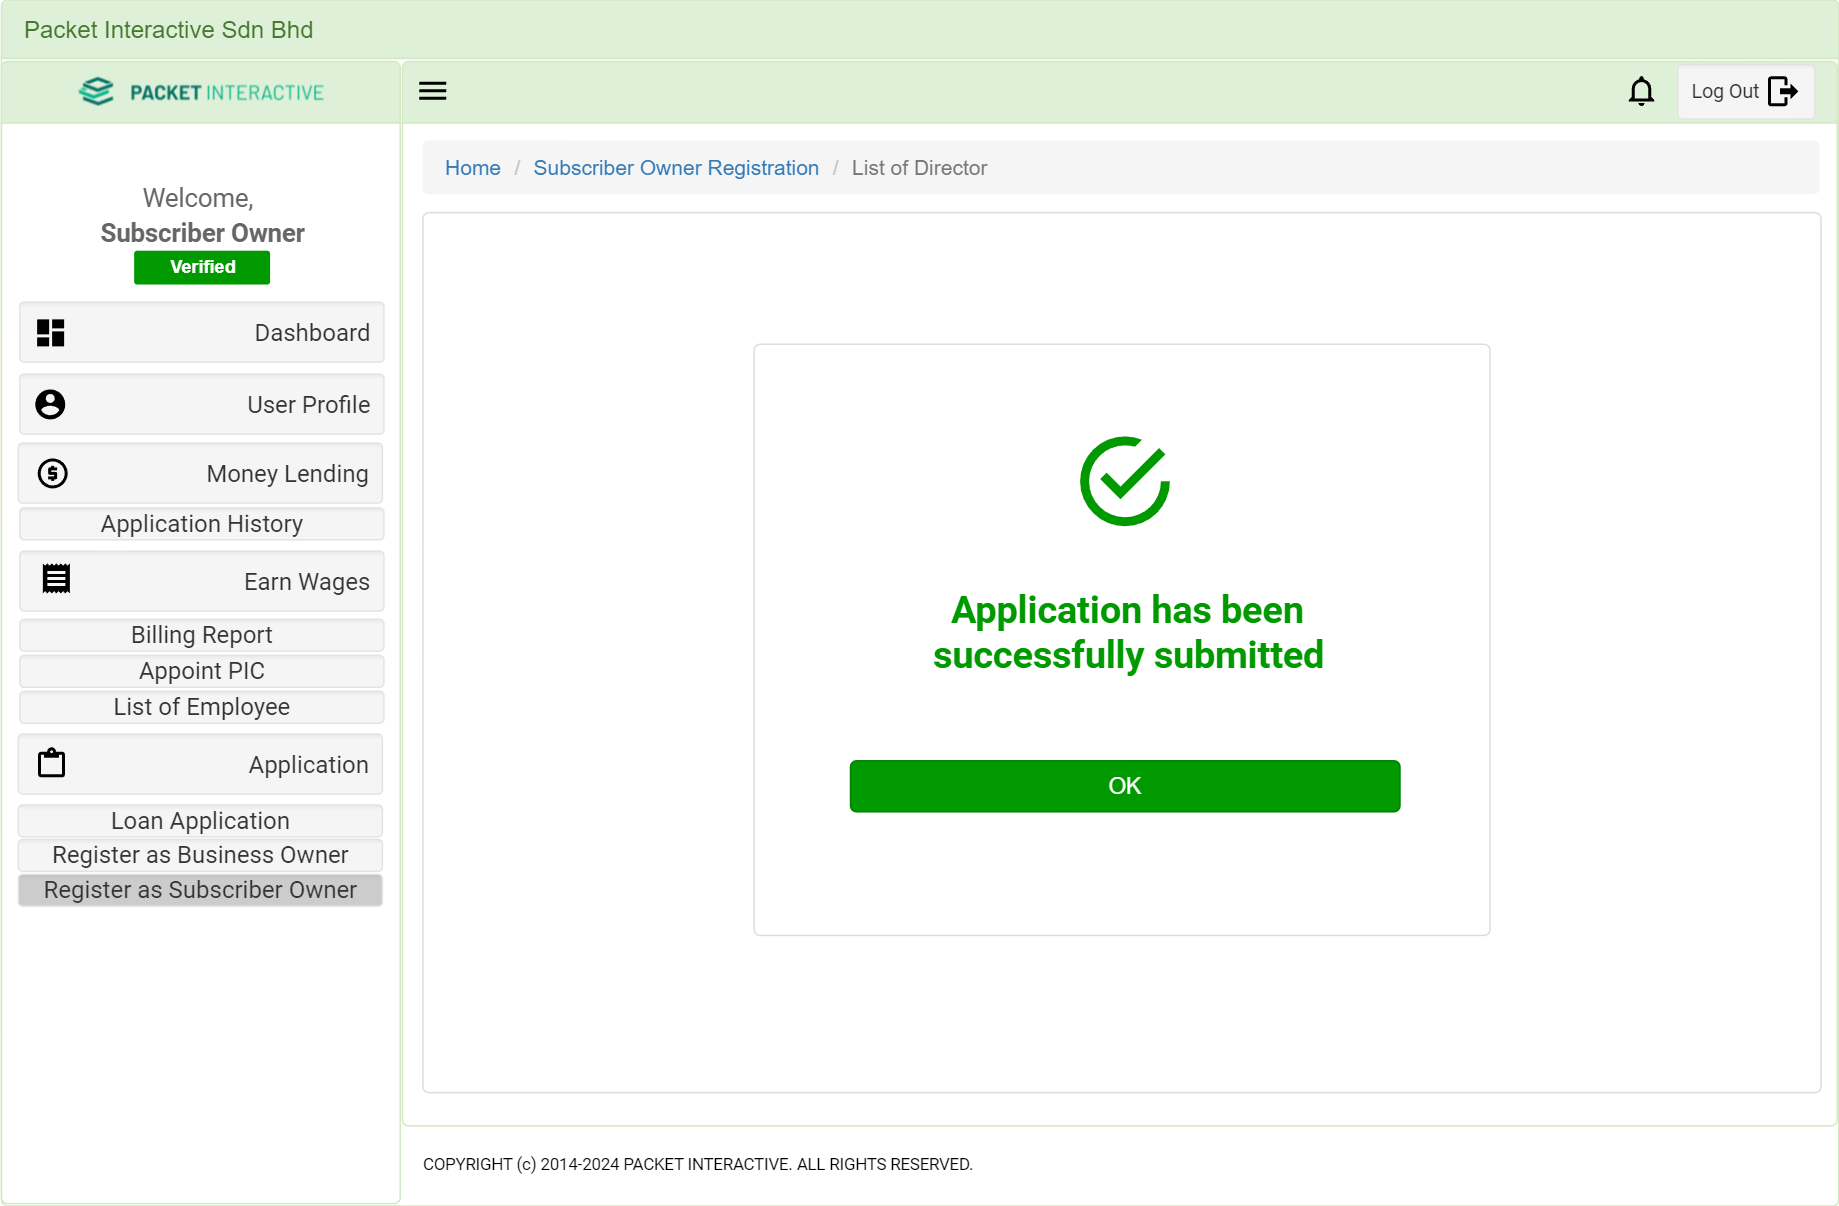 Packet Interactive Sdn Bhd
PACKET INTERACTIVE
Log Out
Welcome,
Subscriber Owner
Verified
Dashboard
User Profile
Money Lending
Application History
Earn Wages
Billing Report
Appoint PIC
List of Employee
Application
Loan Application
Register as Business Owner
Register as Subscriber Owner
Home / Subscriber Owner Registration / List of Director
Application has been
successfully submitted
OK
COPYRIGHT (c) 2014-2024 PACKET INTERACTIVE. ALL RIGHTS RESERVED.